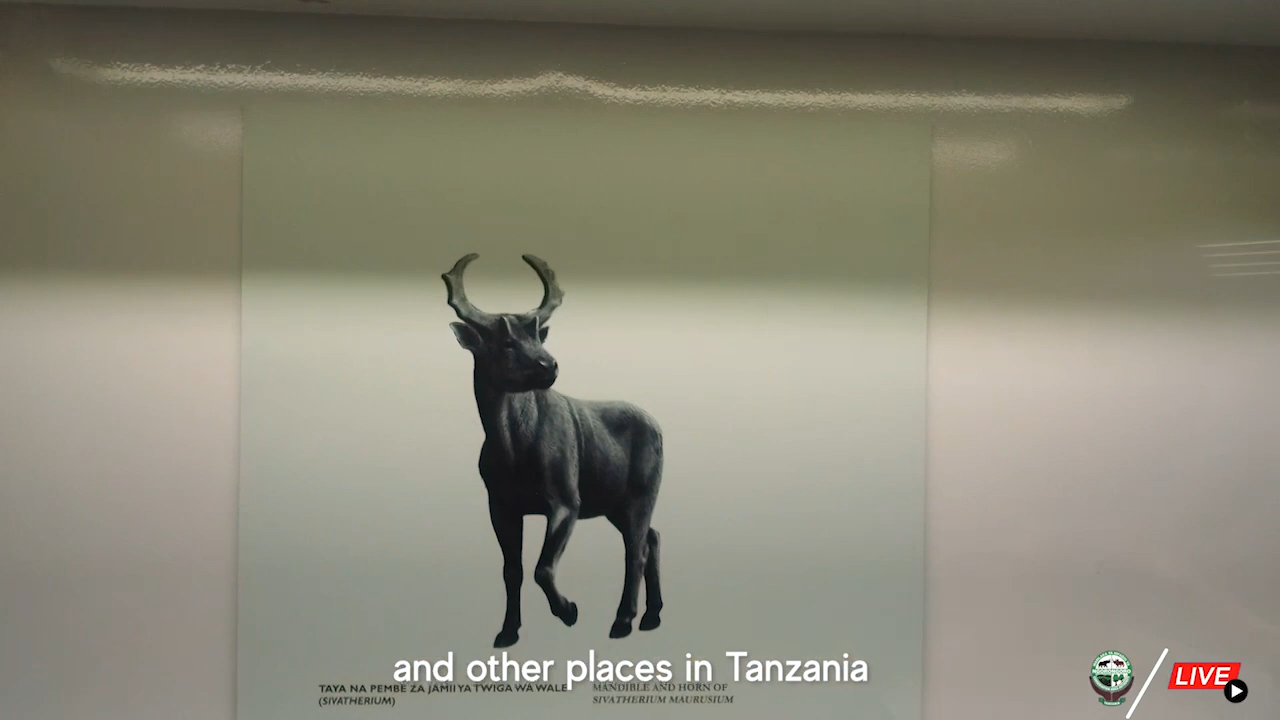 and other places in Tanzania
TAYA NA PEMBE ZA JAMII YA TWIGA WA WALE
(SIVATHERIUM)
MANDIBLE AND HORN OF
SIVATHERIUM MAURUSIUM
LIVE